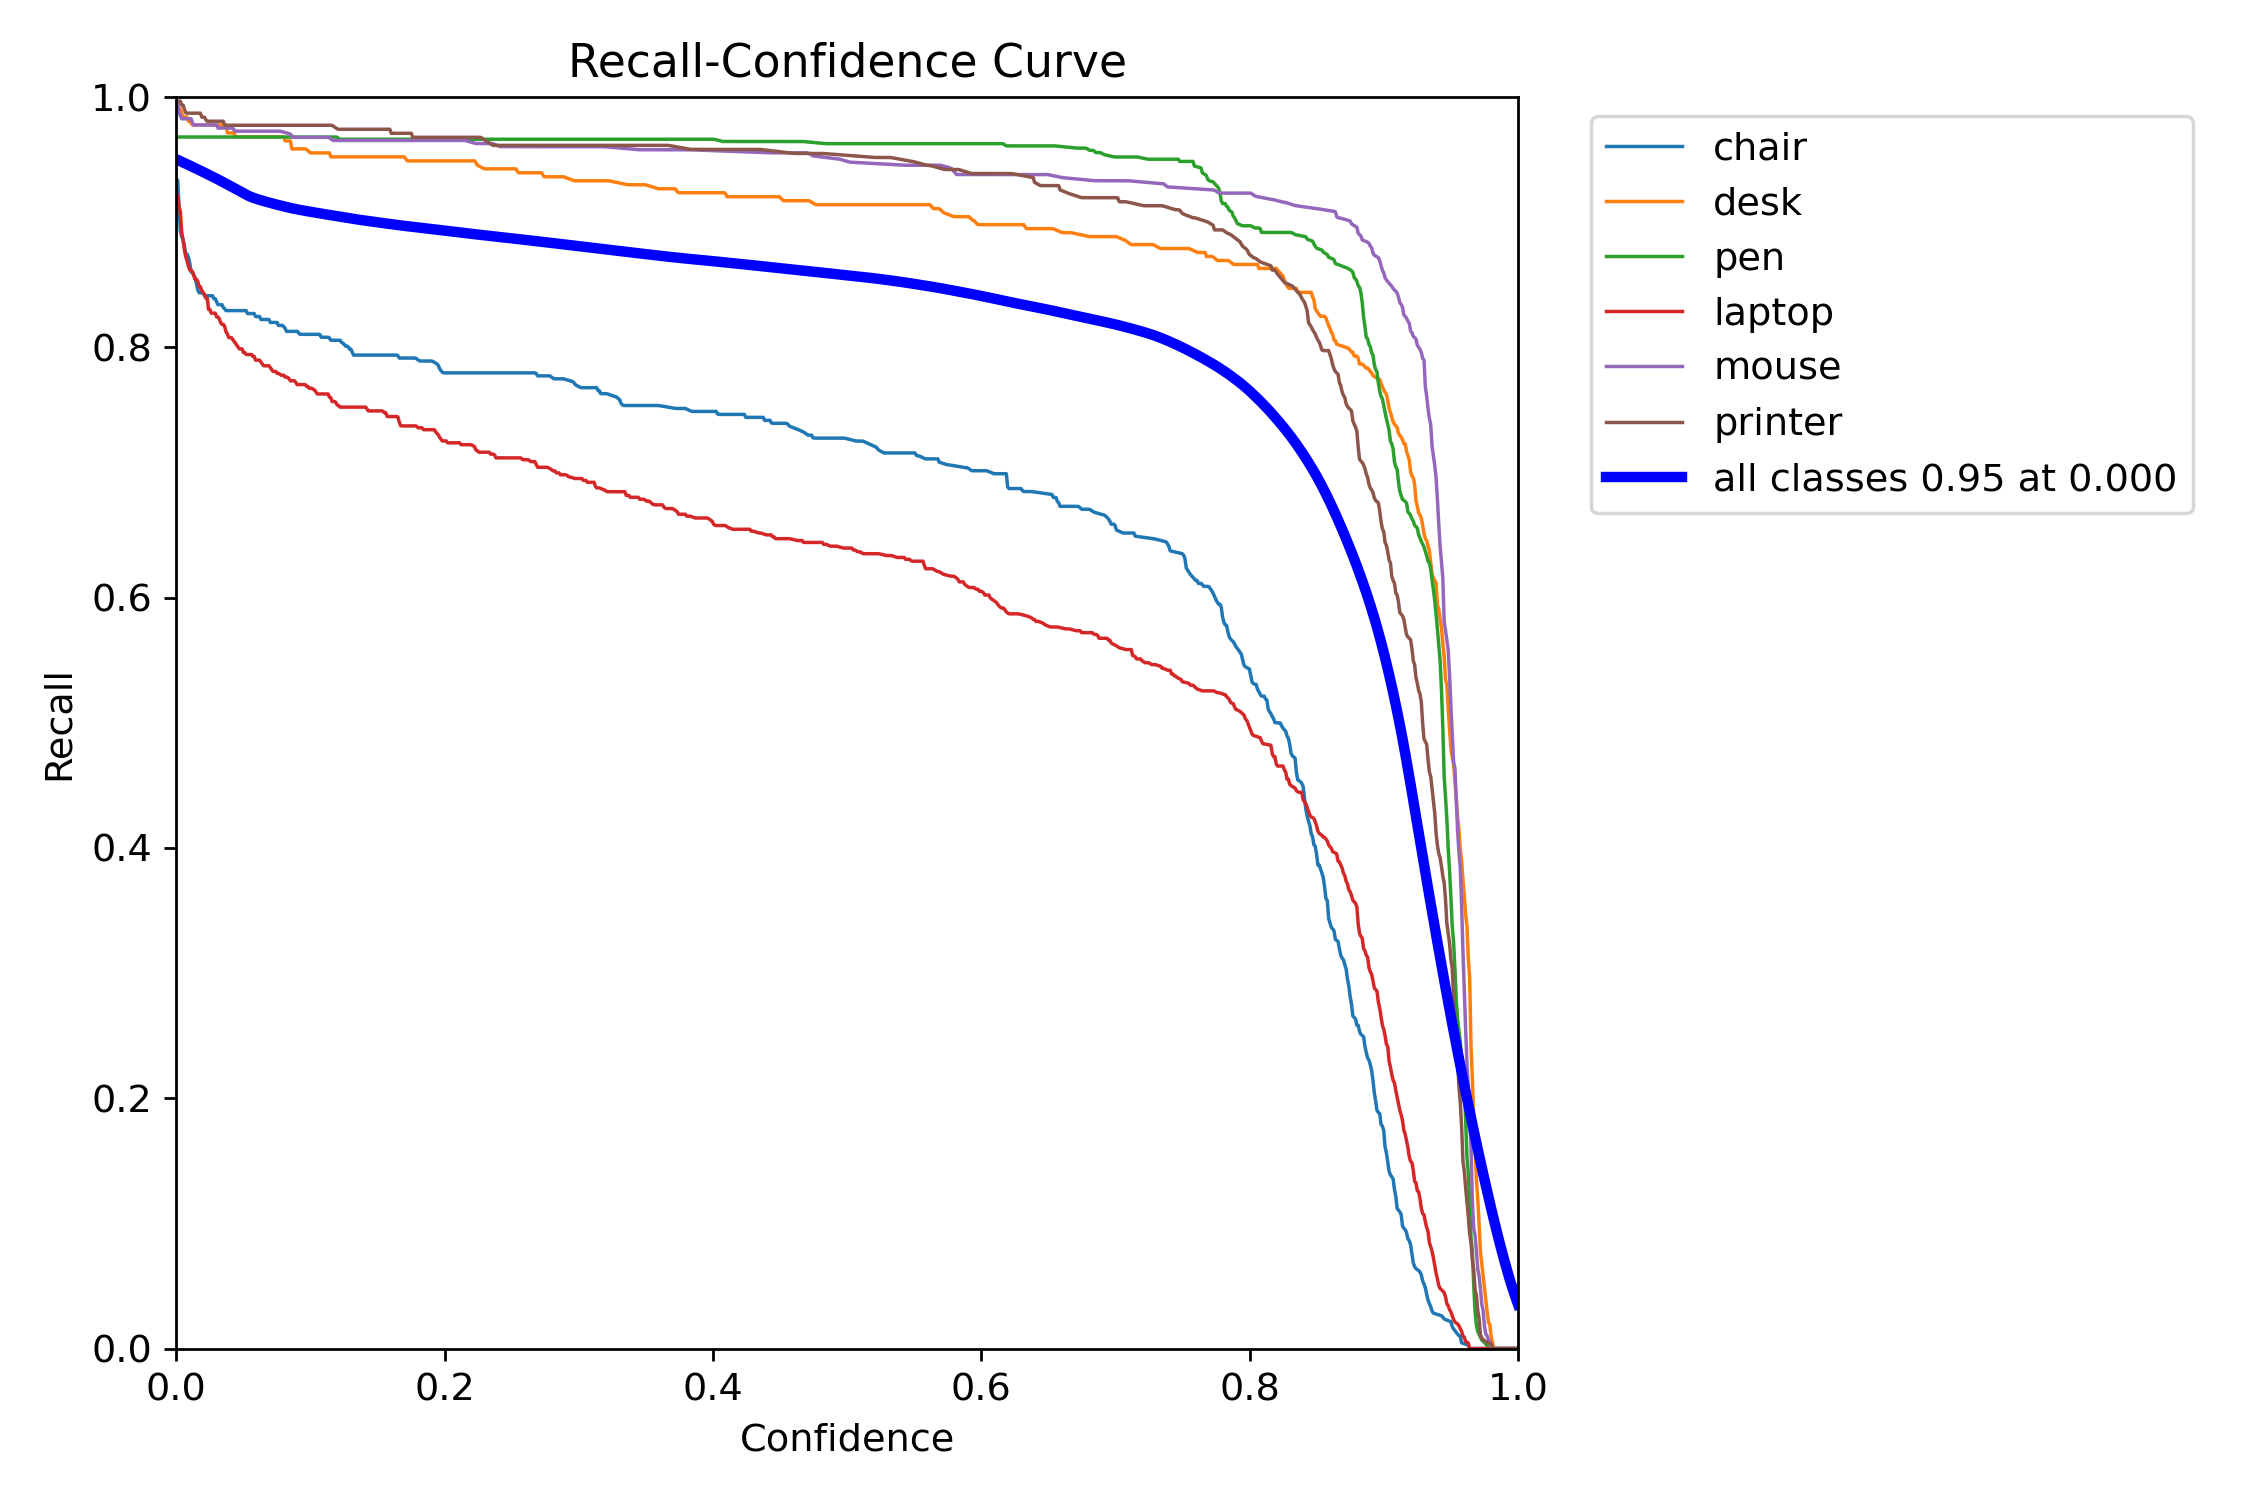 Recall-Confidence Curve
1.0
0.8
0.6
0.4
0.2
0.0
Recall
0.0 0.2 0.4 0.6 0.8 1.0
Confidence
chair
desk
pen
laptop
mouse
printer
all classes 0.95 at 0.000